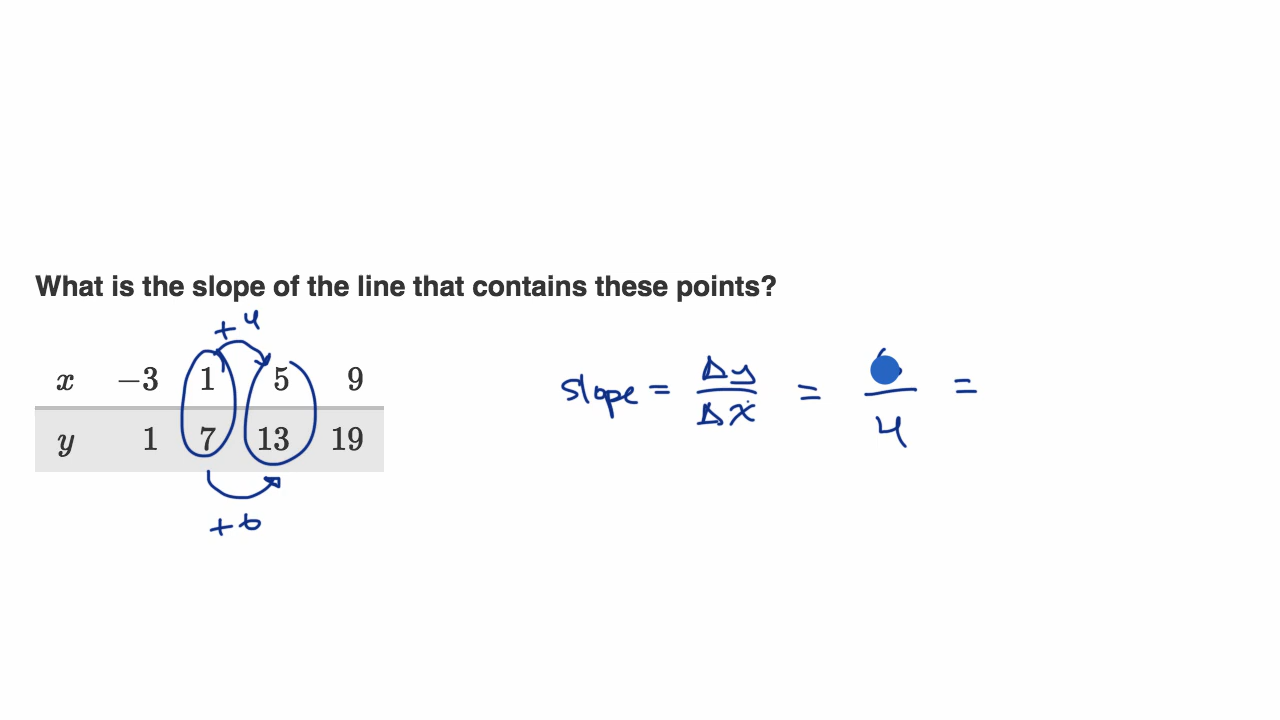 What is the slope of the line that contains these points?
+4
x −3 1 5 9
y 1 7 13 19
+6
slope = Δy/Δx = 6/4 =